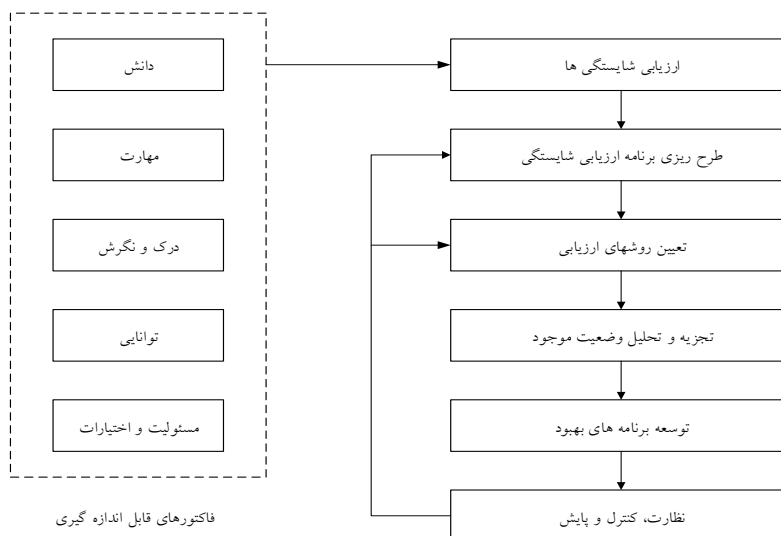 ارزیابی شایستگی ها
طرح ریزی برنامه ارزیابی شایستگی
تعیین روشهای ارزیابی
تجزیه و تحلیل وضعیت موجود
توسعه برنامه های بهبود
نظارت، کنترل و پایش
دانش
مهارت
درک و نگرش
توانایی
مسئولیت و اختیارات
فاکتورهای قابل اندازه گیری